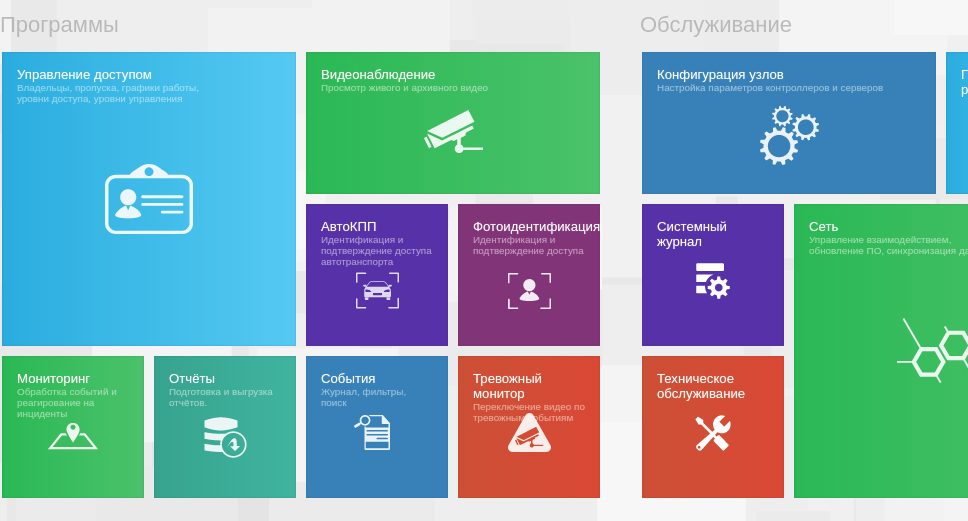 Программы
Управление доступом
Владельцы, пропуска, графики работы,
уровни доступа, уровни управления
Видеонаблюдение
Просмотр живого и архивного видео
АвтоКПП
Идентификация и
подтверждение доступа
автотранспорта
Фотоидентификация
Идентификация и
подтверждение доступа
Мониторинг
Обработка событий и
реагирование на
инциденты
Отчёты
Подготовка и выгрузка
отчётов.
События
Журнал, фильтры,
поиск
Тревожный
монитор
Переключение видео по
тревожным событиям
Обслуживание
Конфигурация узлов
Настройка параметров контроллеров и серверов
Системный
журнал
Сеть
Управление взаимодействием,
обновление ПО, синхронизация
Техническое
обслуживание